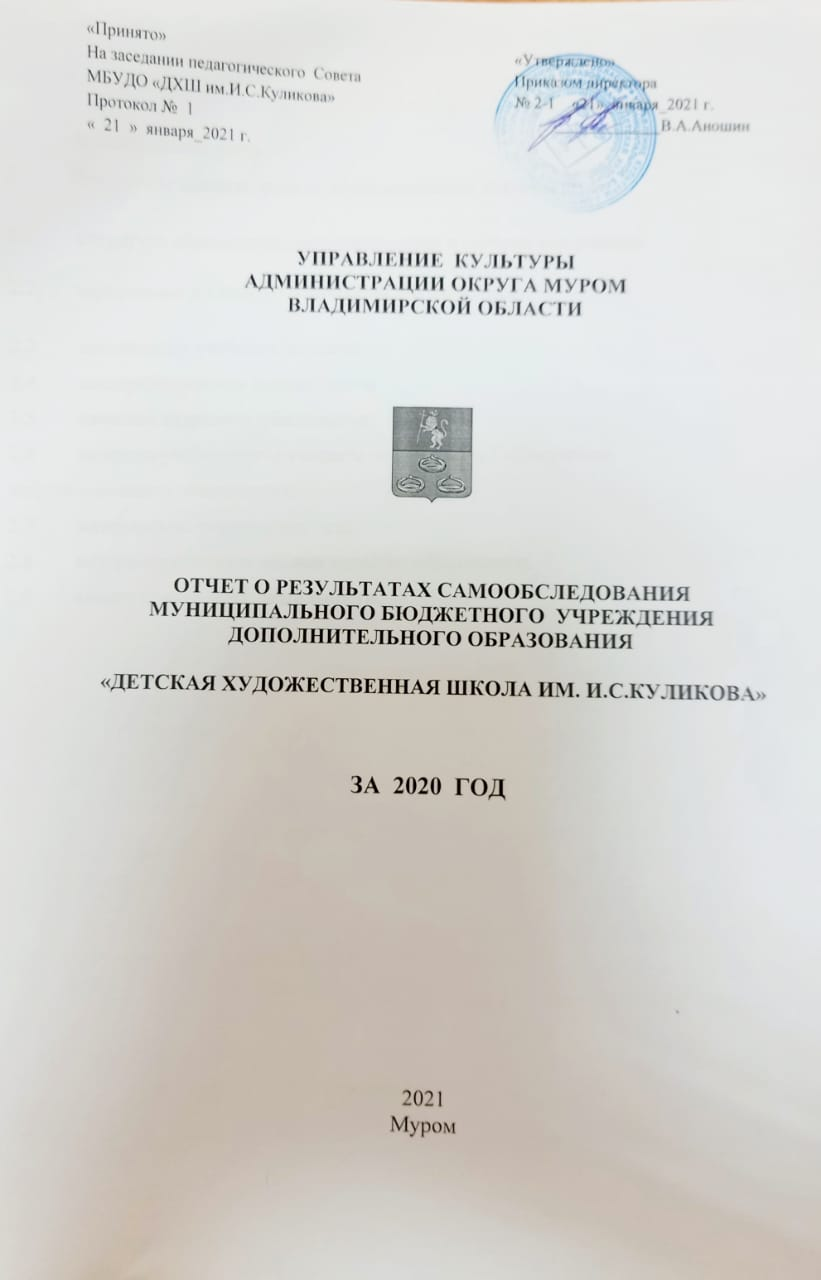 «Принято»
На заседании педагогического Совета
МБУДО «ДХШ им.И.С.Куликова»
Протокол № 1
« 21 » января_2021 г.
«Утверждено»
Приказом директора
№ 2-1 «21» января_2021 г.
____________В.А.Аношин
УПРАВЛЕНИЕ КУЛЬТУРЫ
АДМИНИСТРАЦИИ ОКРУГА МУРОМ
ВЛАДИМИРСКОЙ ОБЛАСТИ
ОТЧЕТ О РЕЗУЛЬТАТАХ САМООБСЛЕДОВАНИЯ
МУНИЦИПАЛЬНОГО БЮДЖЕТНОГО УЧРЕЖДЕНИЯ
ДОПОЛНИТЕЛЬНОГО ОБРАЗОВАНИЯ
«ДЕТСКАЯ ХУДОЖЕСТВЕННАЯ ШКОЛА ИМ. И.С.КУЛИКОВА»
ЗА 2020 ГОД
2021
Муром